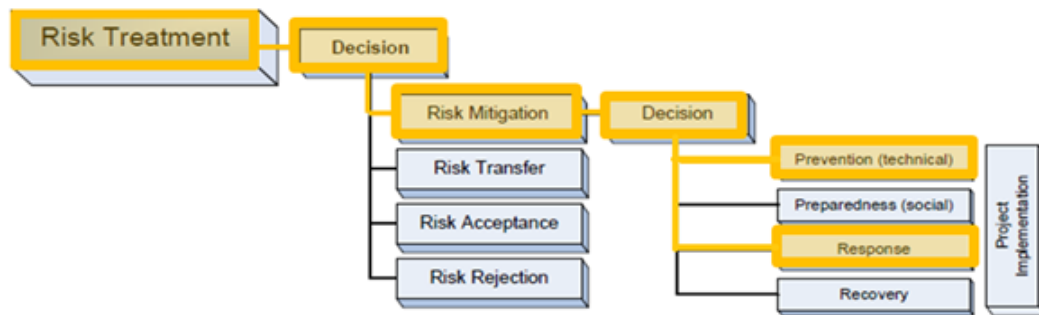 Risk Treatment
Decision
Risk Mitigation
Decision
Risk Transfer
Risk Acceptance
Risk Rejection
Prevention (technical)
Preparedness (social)
Response
Recovery
Project
Implementation